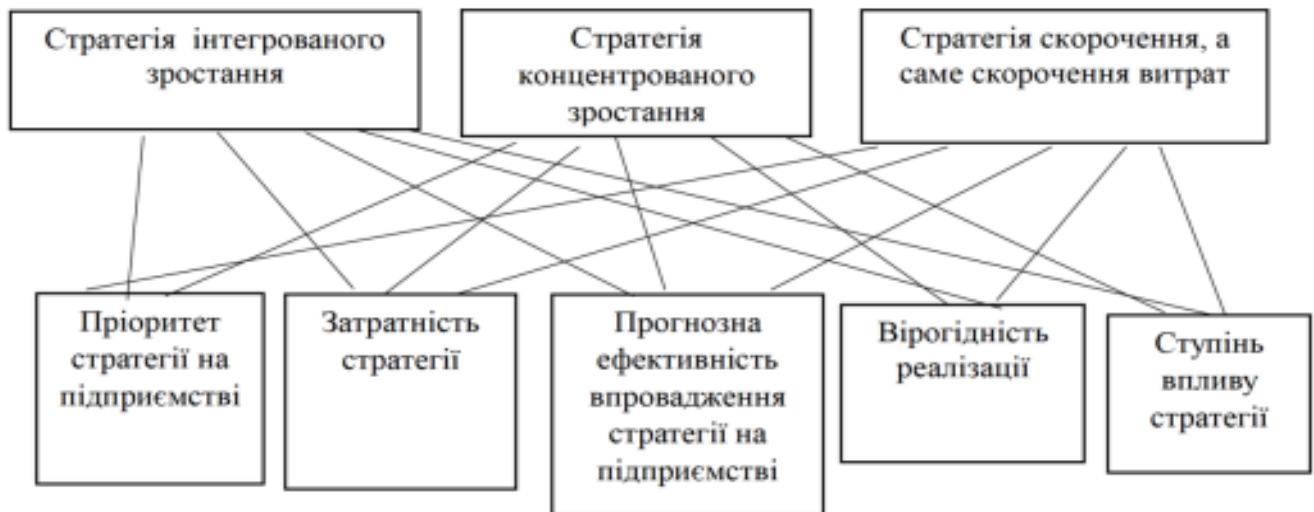 Стратегія інтегрованого
зростання
Стратегія
концентрованого
зростання
Стратегія скорочення, а
саме скорочення витрат
Пріоритет
стратегії на
підприємстві
Затратність
стратегії
Прогнозна
ефективність
впровадження
стратегії на
підприємстві
Вірогідність
реалізації
Ступінь
впливу
стратегії